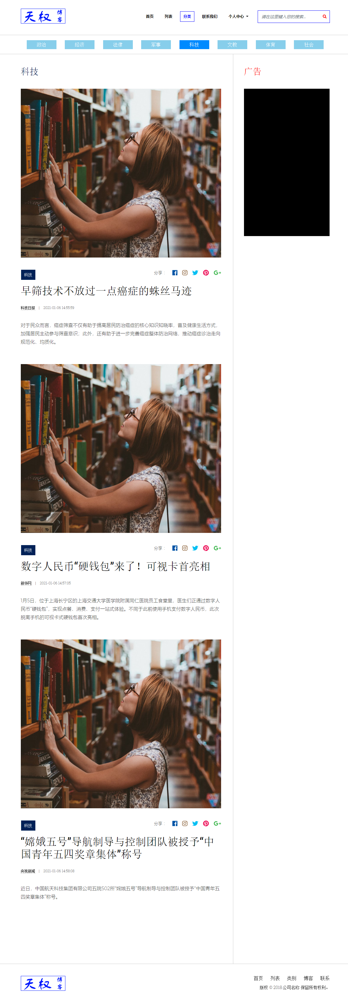 天权博客
首页 列表 分类 联系我们 个人中心 请在这里键入您的搜索...
政治 经济 法律 军事 科技 文教 体育 社会
科技
广告
科技 分享：
早筛技术不放过一点癌症的蛛丝马迹
科技日报 | 2021-01-06 14:55:59
对于民众而言，癌症筛查不仅有助于提高居民防治癌症的核心知识知晓率，普及健康生活方式，
加强居民主动参与筛查意识；此外，还有助于进一步完善癌症整体防治网络，推动癌症诊治走向
规范化、均质化。
科技 分享：
数字人民币“硬钱包”来了！可视卡首亮相
新华网 | 2021-01-06 14:57:05
1月5日，位于上海长宁区的上海交通大学医学院附属同仁医院员工食堂里，医生们正通过数字人
民币“硬钱包”，实现点餐、消费、支付一站式体验。不同于此前使用手机支付数字人民币，此次
脱离手机的可视卡式硬钱包首次亮相。
科技 分享：
“嫦娥五号”导航制导与控制团队被授予“中
国青年五四奖章集体”称号
央视新闻 | 2021-01-06 14:58:08
近日，中国航天科技集团有限公司五院502所“嫦娥五号”导航制导与控制团队被授予“中国青年五
四奖章集体”称号。
天权博客
首页 列表 类别 博客 联系
版权 © 2018.公司名称 保留所有权利。